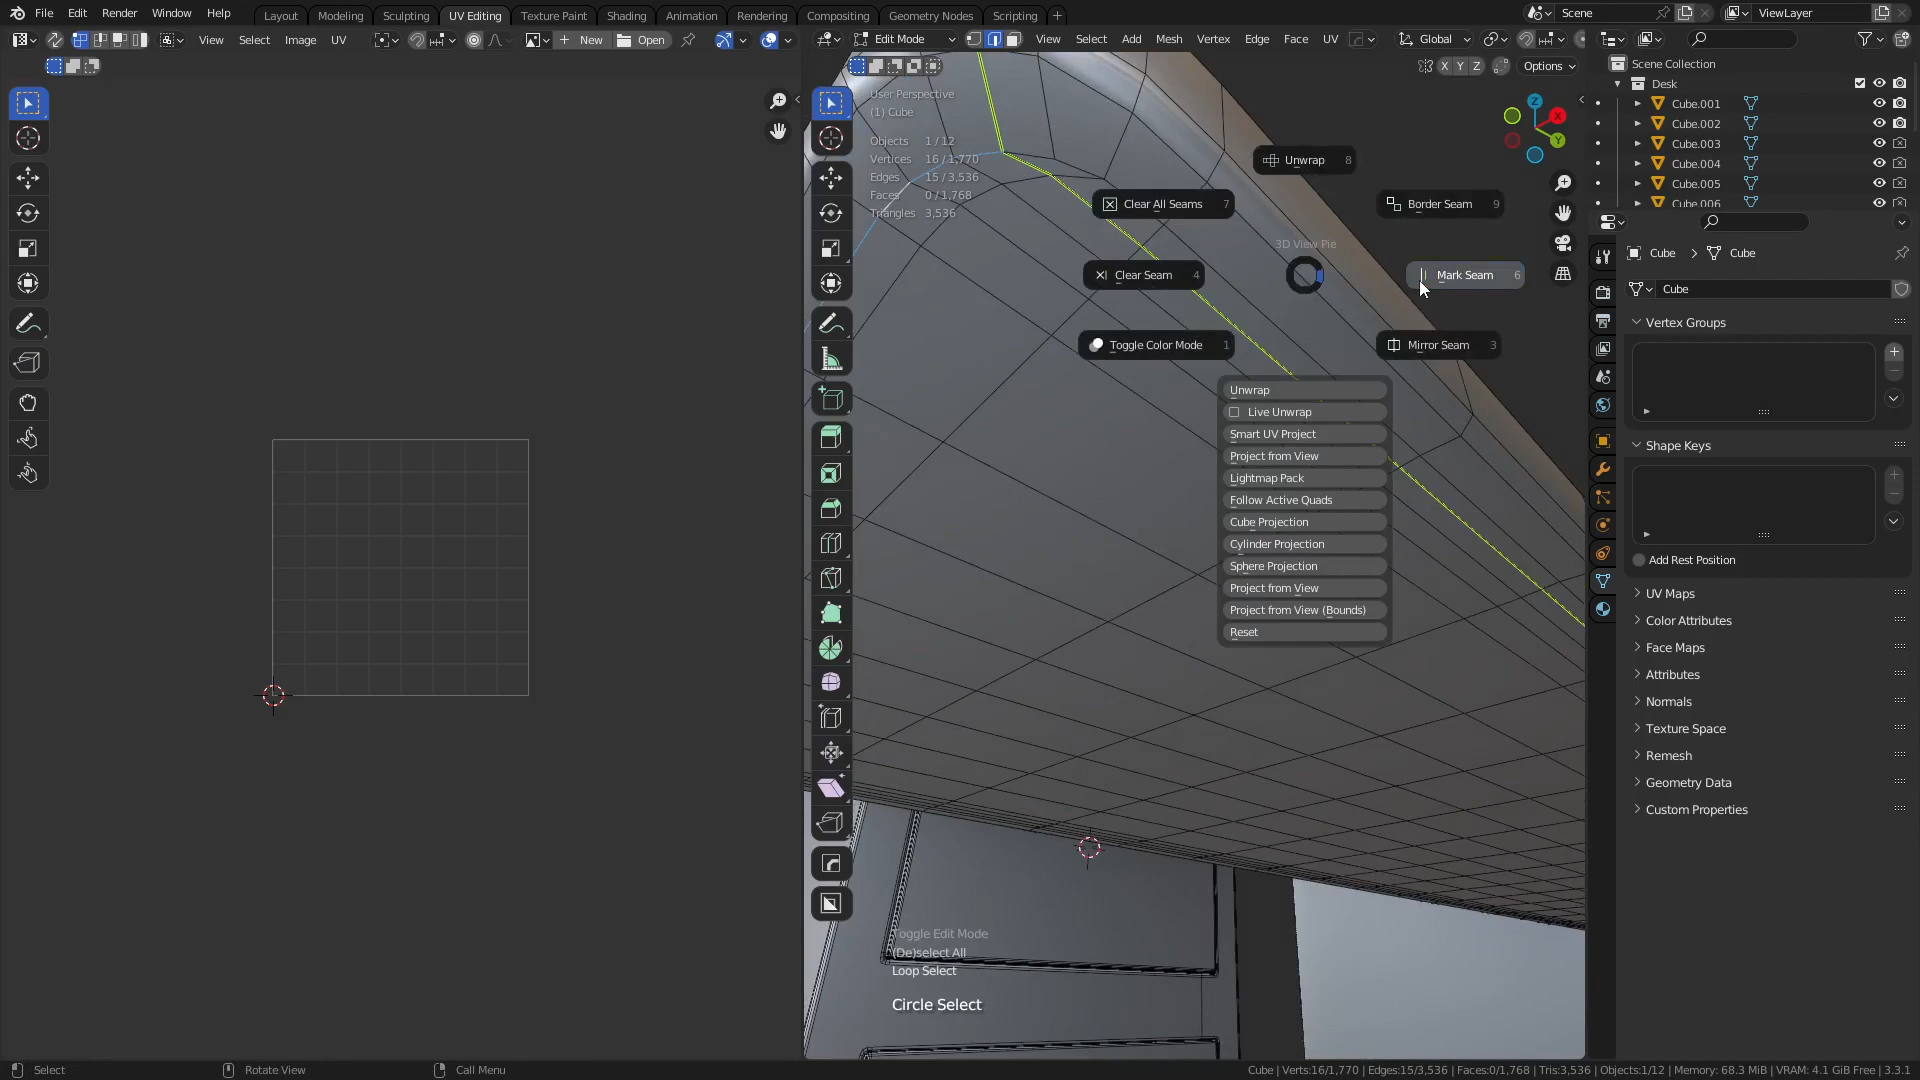 File Edit Render Window Help Layout Modeling Sculpting UV Editing Texture Paint Shading Animation Rendering Compositing Geometry Nodes Scripting + Scene ViewLayer
View Select Image UV New Open Edit Mode View Select Add Mesh Vertex Edge Face UV Global
X Y Z Options
Scene Collection
Desk
Cube.001
Cube.002
Cube.003
Cube.004
Cube.005
Cube.006
User Perspective
(1) Cube
Objects 1 / 12
Vertices 16 / 1,770
Edges 15 / 3,536
Faces 0 / 1,768
Triangles 3,536
Z X Y
Unwrap 8
Clear All Seams 7
Border Seam 9
3D View Pie
Clear Seam 4
Mark Seam 6
Toggle Color Mode 1
Mirror Seam 3
Unwrap
Live Unwrap
Smart UV Project
Project from View
Lightmap Pack
Follow Active Quads
Cube Projection
Cylinder Projection
Sphere Projection
Project from View
Project from View (Bounds)
Reset
Cube Cube
Cube
Vertex Groups
Shape Keys
Add Rest Position
UV Maps
Color Attributes
Face Maps
Attributes
Normals
Texture Space
Remesh
Geometry Data
Custom Properties
Toggle Edit Mode
(De)select All
Loop Select
Circle Select
Select Rotate View Call Menu Cube | Verts:16/1,770 | Edges:15/3,536 | Faces:0/1,768 | Tris:3,536 | Objects:1/12 | Memory: 68.3 MiB | VRAM: 4.1 GiB Free | 3.3.1